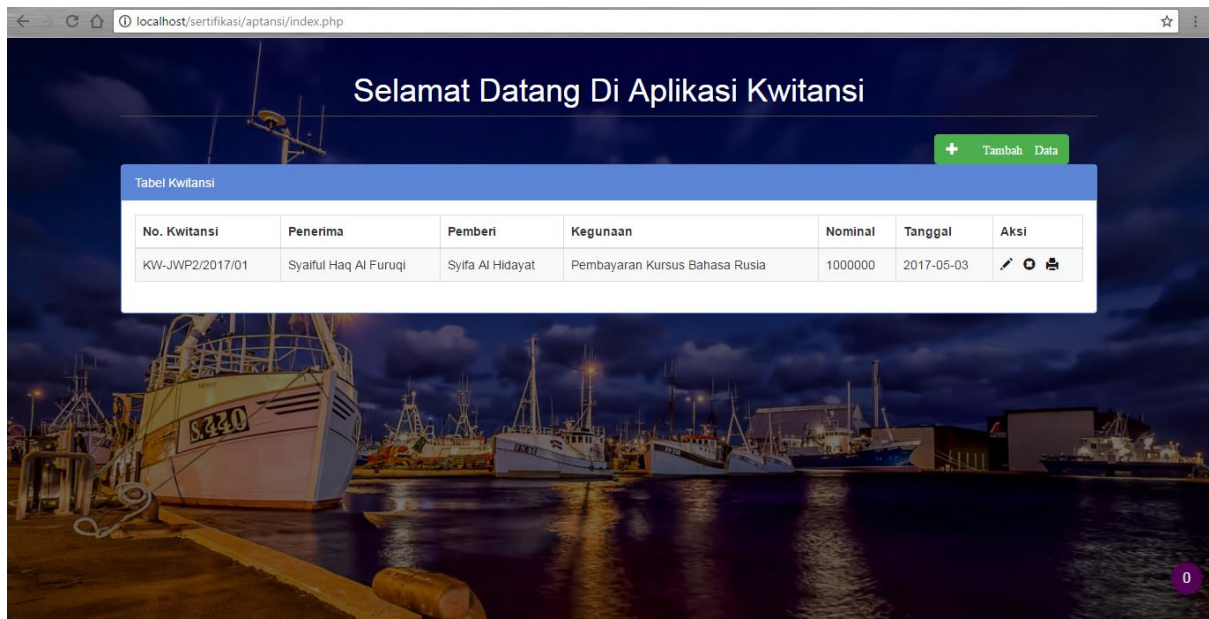 localhost/sertifikasi/aptansi/index.php
Selamat Datang Di Aplikasi Kwitansi
Tambah Data
Tabel Kwitansi
No. Kwitansi Penerima Pemberi Kegunaan Nominal Tanggal Aksi
KW-JWP2/2017/01 Syaiful Haq Al Furuqi Syifa Al Hidayat Pembayaran Kursus Bahasa Rusia 1000000 2017-05-03
S.440
0